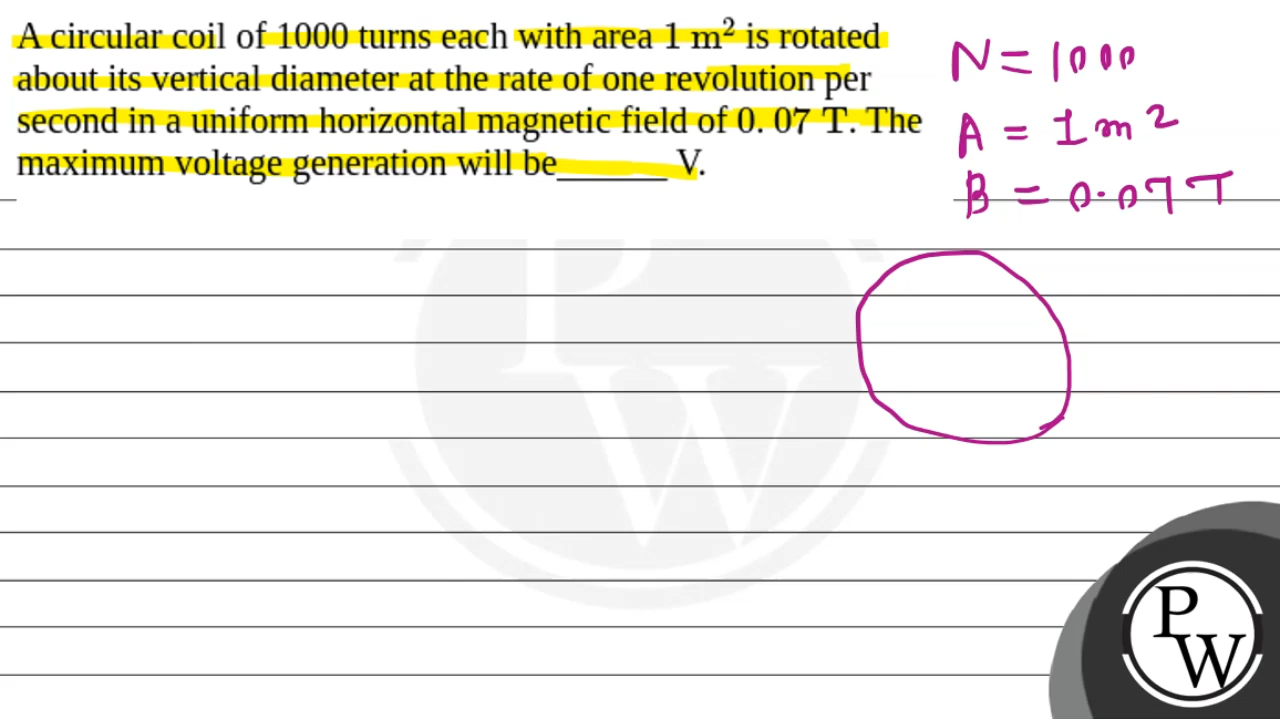 A circular coil of 1000 turns each with area 1 m² is rotated
about its vertical diameter at the rate of one revolution per
second in a uniform horizontal magnetic field of 0. 07 T. The
maximum voltage generation will be_______ V.
N = 1000
A = 1 m²
B = 0.07 T
P
W
P
W